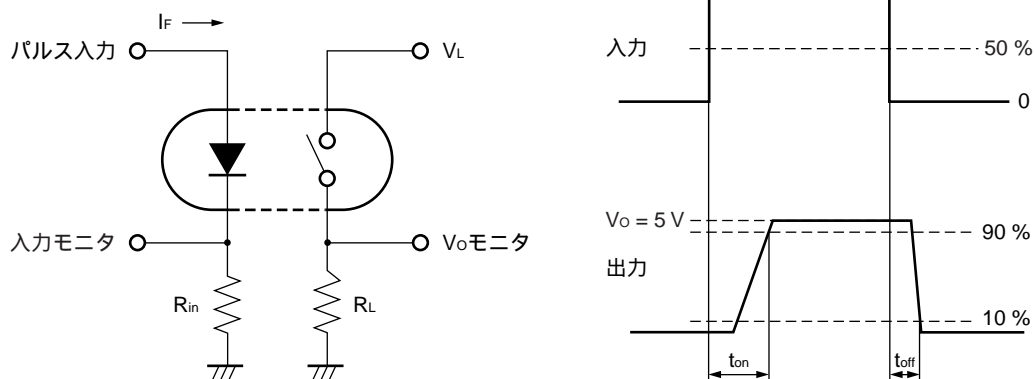 IF
パルス入力
VL
入力モニタ
VOモニタ
Rin
RL
入力
50 %
0
VO = 5 V
90 %
出力
10 %
ton
toff